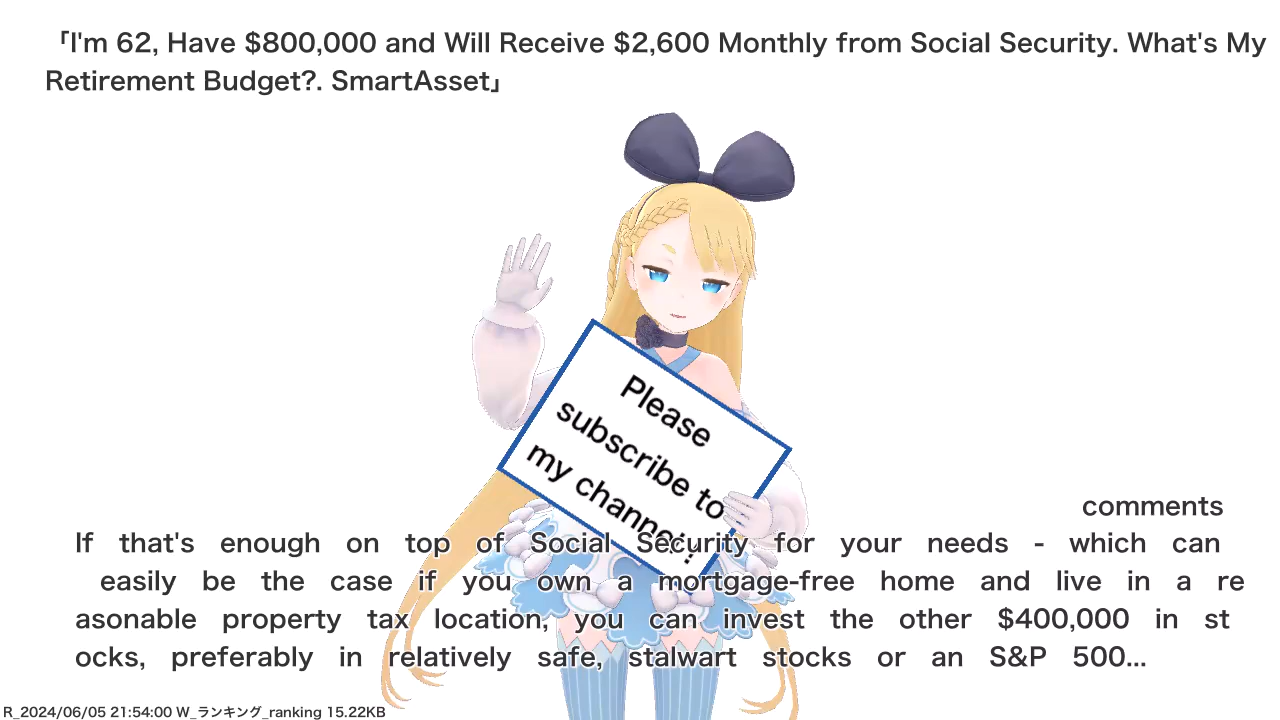 「I'm 62, Have $800,000 and Will Receive $2,600 Monthly from Social Security. What's My
Retirement Budget?. SmartAsset」
Please
subscribe to
my channel!
comments
If that's enough on top of Social Security for your needs - which can
easily be the case if you own a mortgage-free home and live in a re
asonable property tax location, you can invest the other $400,000 in st
ocks, preferably in relatively safe, stalwart stocks or an S&P 500...
R_2024/06/05 21:54:00 W_ランキング_ranking 15.22KB